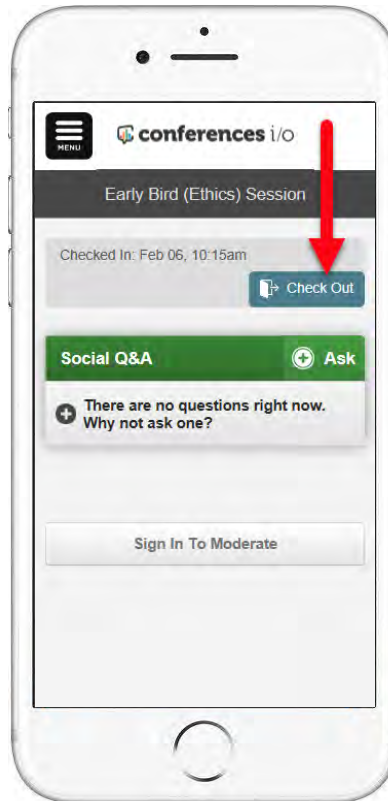 MENU
conferences i/o
Early Bird (Ethics) Session
Checked In: Feb 06, 10:15am
Check Out
Social Q&A
Ask
There are no questions right now.
Why not ask one?
Sign In To Moderate